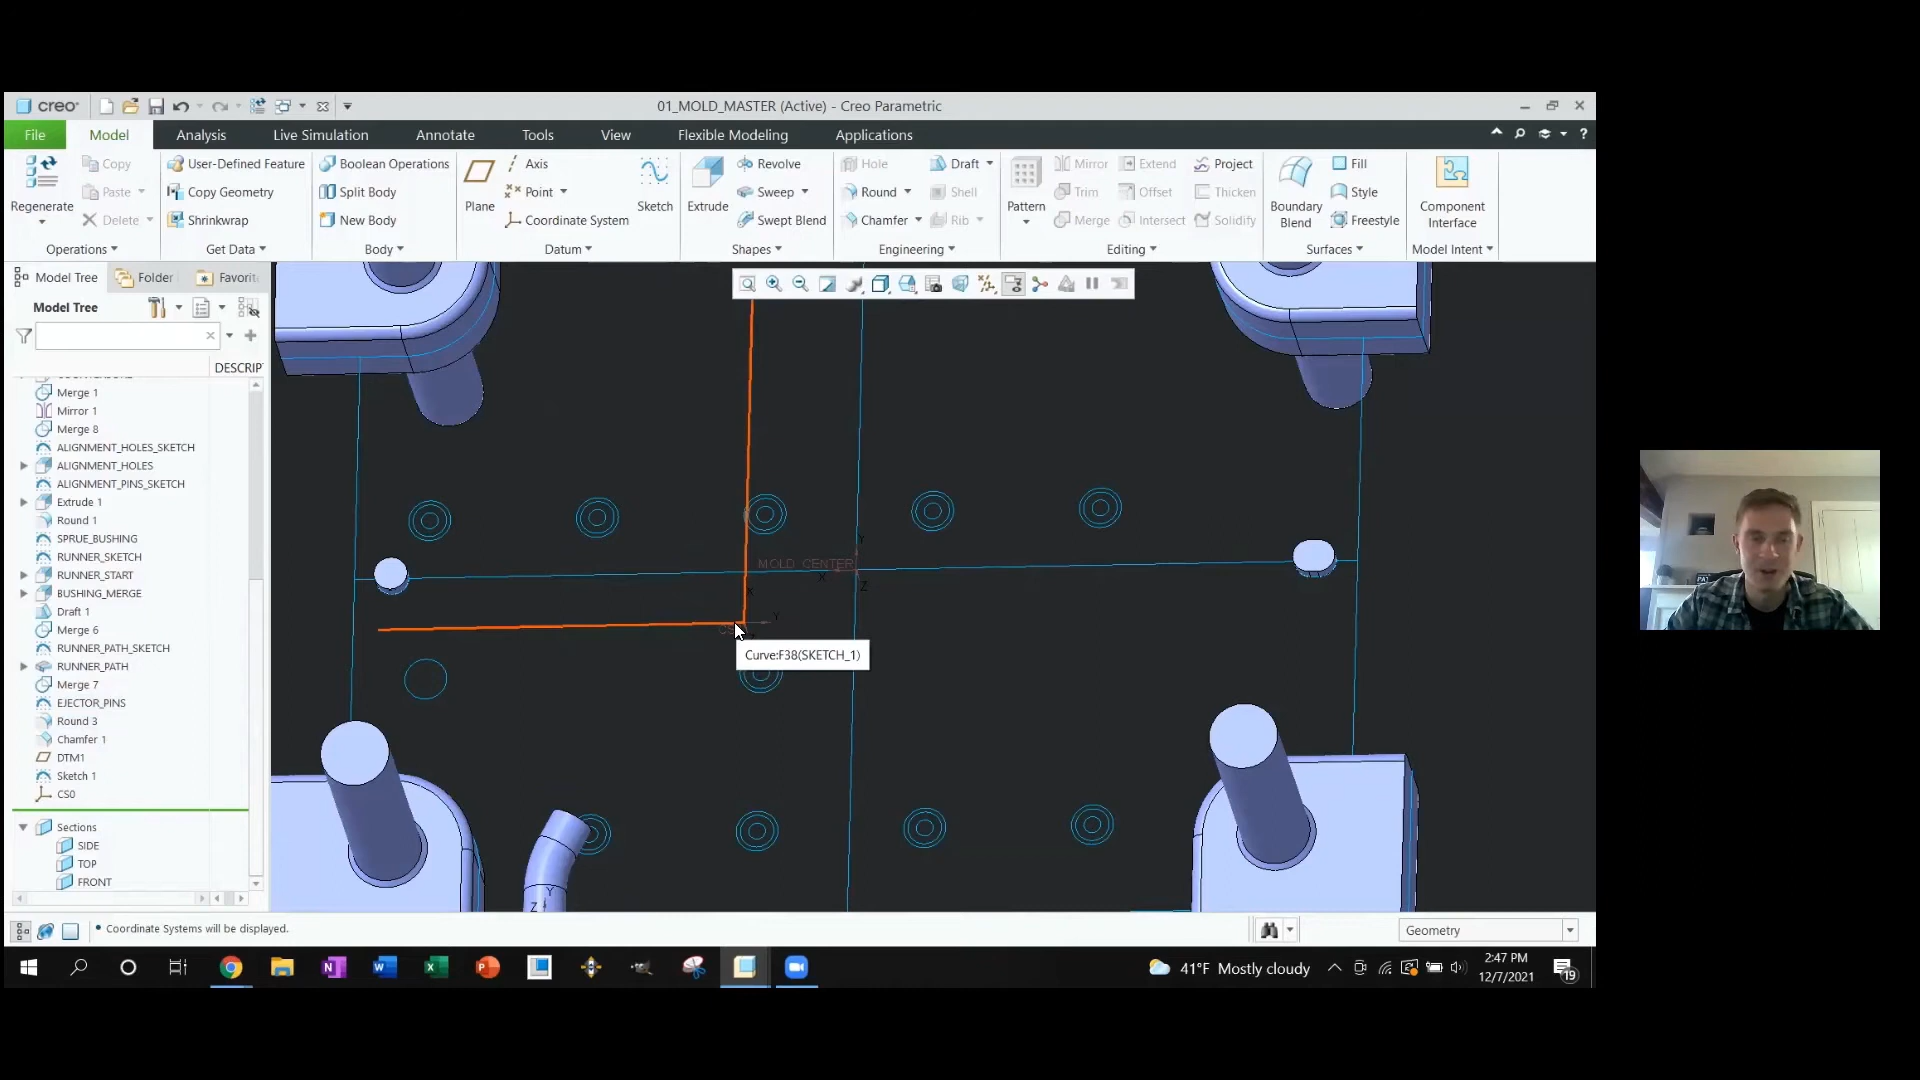 creo
01_MOLD_MASTER (Active) - Creo Parametric
File
Model
Analysis
Live Simulation
Annotate
Tools
View
Flexible Modeling
Applications
Regenerate
Copy
Paste
Delete
Operations
User-Defined Feature
Copy Geometry
Shrinkwrap
Get Data
Boolean Operations
Split Body
New Body
Body
Plane
Axis
Point
Coordinate System
Sketch
Datum
Extrude
Revolve
Sweep
Swept Blend
Shapes
Hole
Round
Chamfer
Draft
Shell
Rib
Engineering
Pattern
Mirror
Trim
Merge
Extend
Offset
Intersect
Project
Thicken
Solidify
Editing
Boundary
Blend
Fill
Style
Freestyle
Surfaces
Component
Interface
Model Intent
Model Tree
Folder
Favorit
Model Tree
DESCRIP
Merge 1
Mirror 1
Merge 8
ALIGNMENT_HOLES_SKETCH
ALIGNMENT_HOLES
ALIGNMENT_PINS_SKETCH
Extrude 1
Round 1
SPRUE_BUSHING
RUNNER_SKETCH
RUNNER_START
BUSHING_MERGE
Draft 1
Merge 6
RUNNER_PATH_SKETCH
RUNNER_PATH
Merge 7
EJECTOR_PINS
Round 3
Chamfer 1
DTM1
Sketch 1
CS0
Sections
SIDE
TOP
FRONT
Y
MOLD_CENTER
X
Z
X
Y
Curve:F38(SKETCH_1)
Y
Z
Coordinate Systems will be displayed.
Geometry
41°F Mostly cloudy
2:47 PM
12/7/2021
19